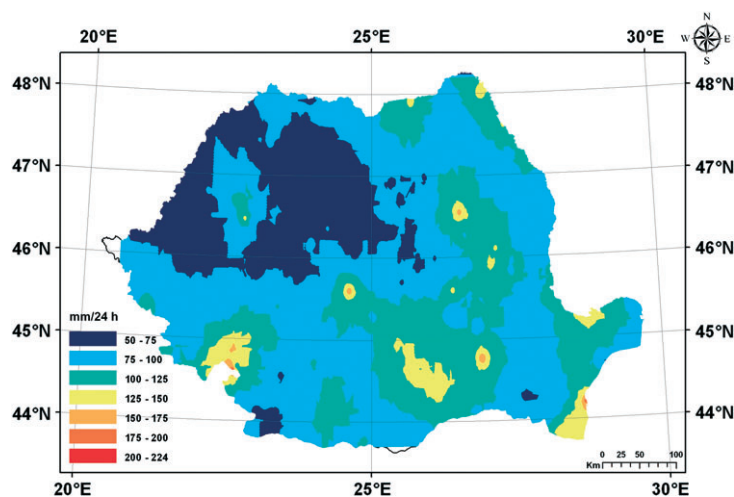 N
W E
S
20°E 25°E 30°E
48°N 48°N
47°N 47°N
46°N 46°N
45°N 45°N
44°N 44°N
mm/24 h
50 - 75
75 - 100
100 - 125
125 - 150
150 - 175
175 - 200
200 - 224
0 25 50 100
Km
20°E 25°E 30°E